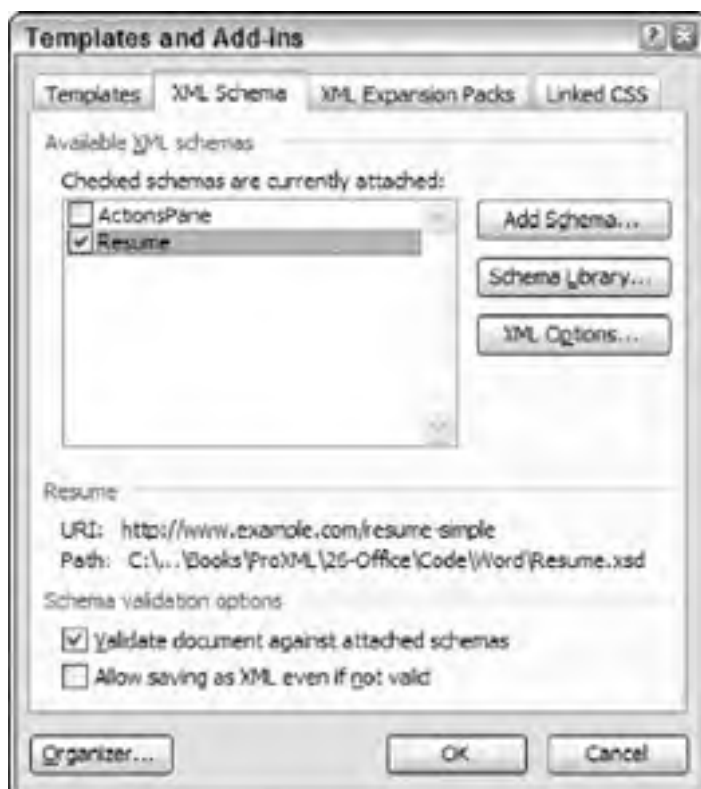 Templates and Add-ins
Templates XML Schema XML Expansion Packs Linked CSS
Available XML schemas
Checked schemas are currently attached:
ActionsPane
Resume
Add Schema...
Schema Library...
XML Options...
Resume
URI: http://www.example.com/resume-simple
Path: C:\...\Books\ProXML\26-Office\Code\Word\Resume.xsd
Schema validation options
Validate document against attached schemas
Allow saving as XML even if not valid
Organizer... OK Cancel